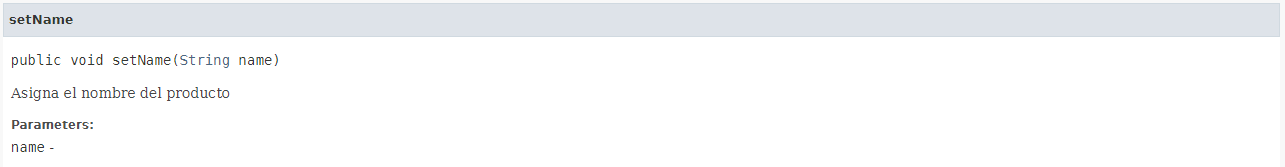 setName
public void setName(String name)
Asigna el nombre del producto
Parameters:
name -